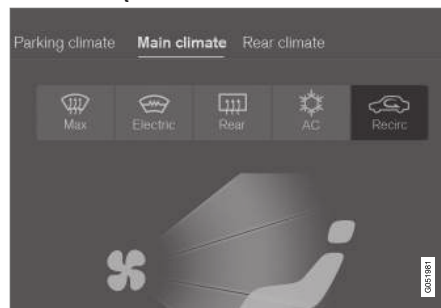 Parking climate Main climate Rear climate
Max Electric Rear AC Recirc
G051981